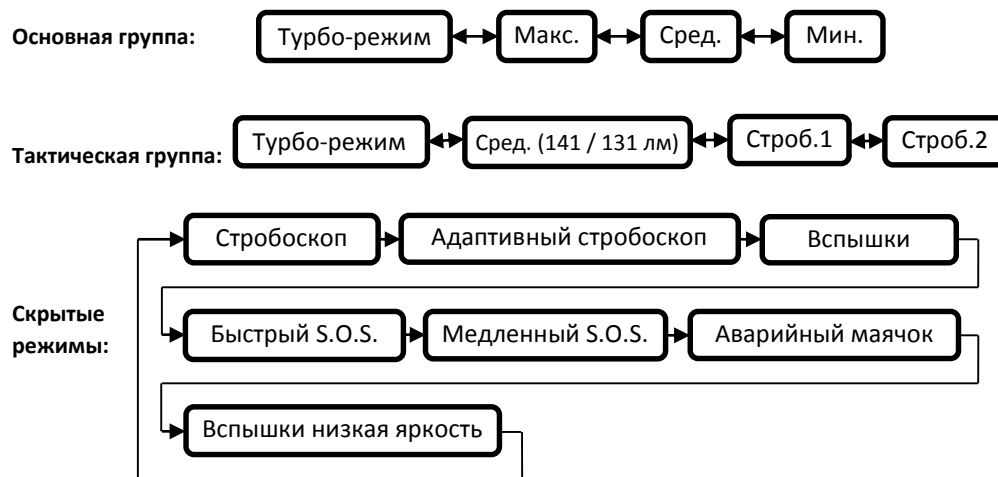 Основная группа: Турбо-режим Макс. Сред. Мин.
Тактическая группа: Турбо-режим Сред. (141 / 131 лм) Строб.1 Строб.2
Стробоскоп Адаптивный стробоскоп Вспышки
Скрытые
режимы:
Быстрый S.O.S. Медленный S.O.S. Аварийный маячок
Вспышки низкая яркость